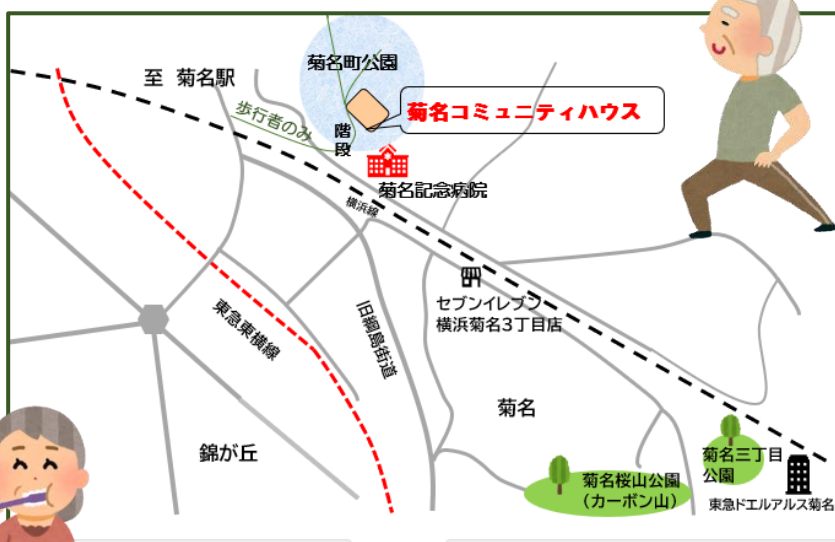 菊名町公園
至 菊名駅
菊名コミュニティハウス
歩行者のみ
階
段
菊名記念病院
横浜線
セブンイレブン
横浜菊名3丁目店
東急東横線
旧綱島街道
菊名
錦が丘
菊名三丁目
公園
菊名桜山公園
（カーボン山）
東急ドエルアルス菊名